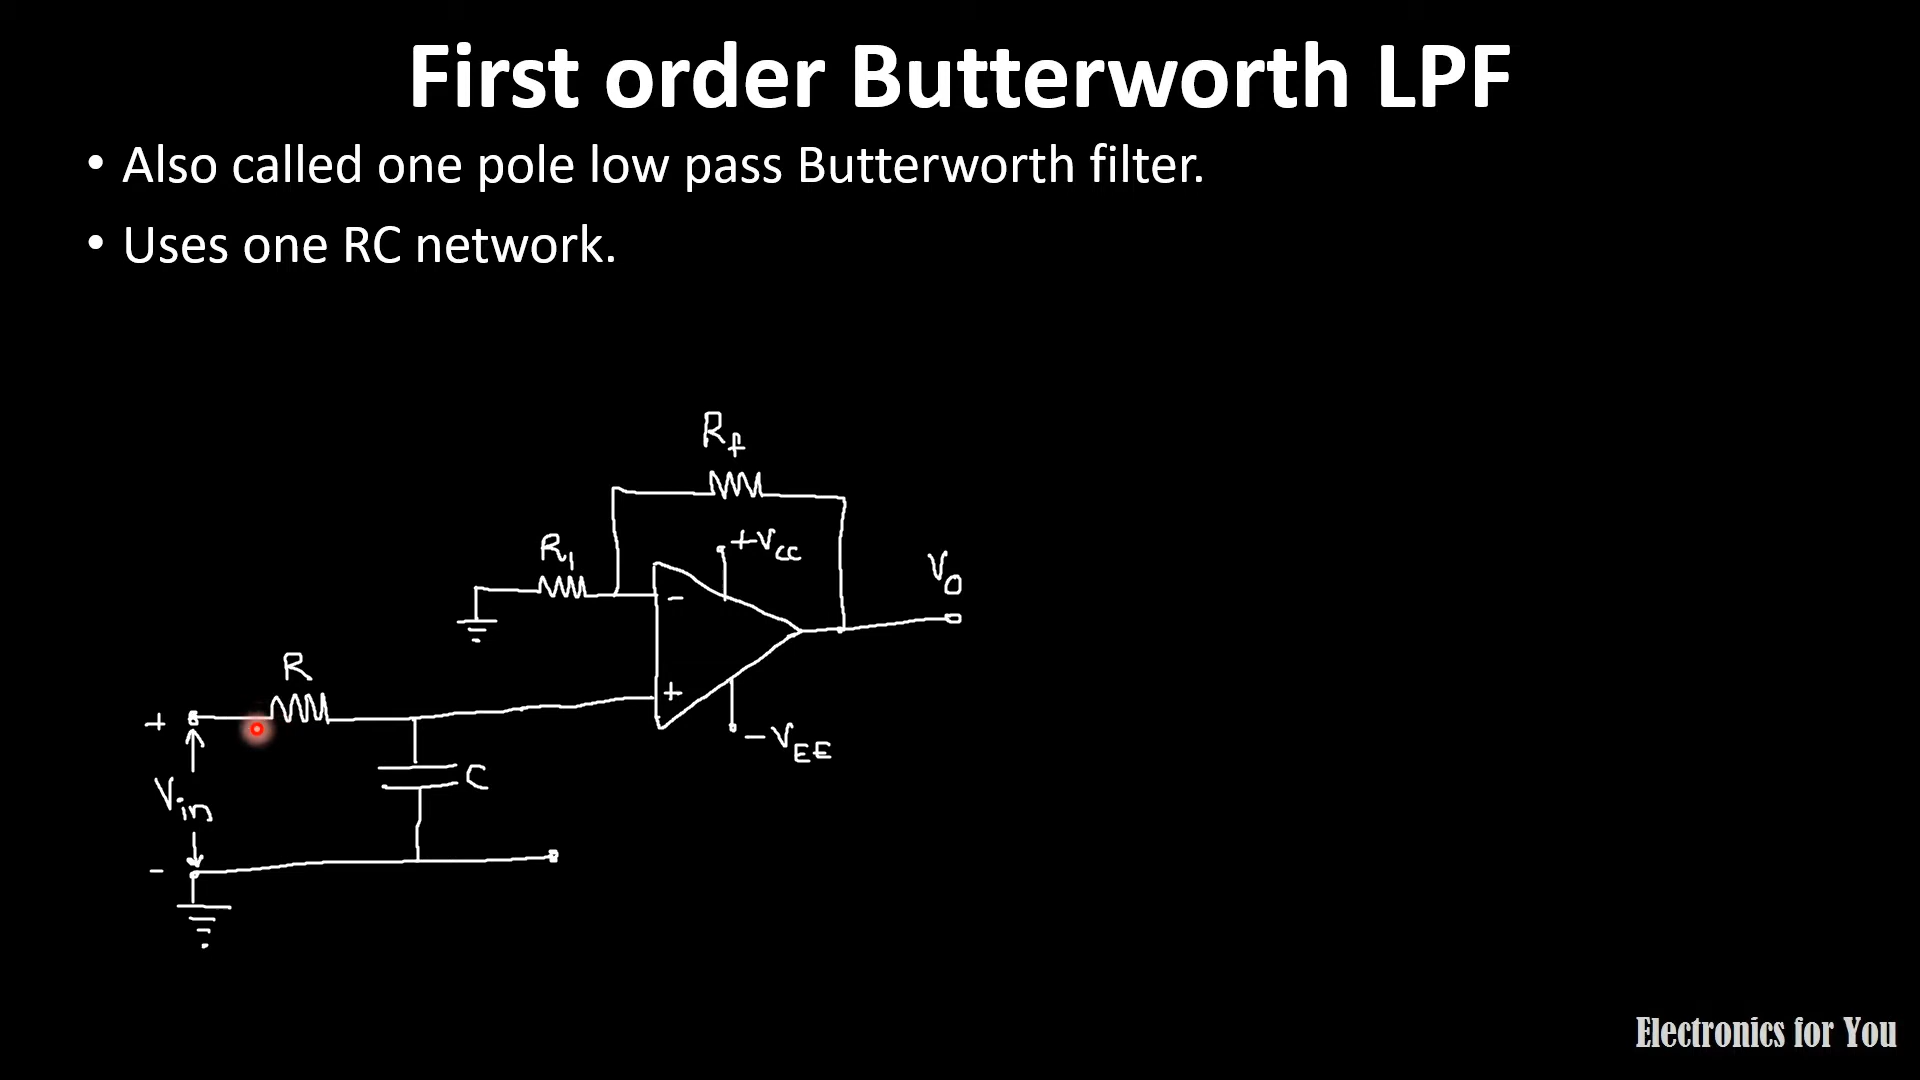 First order Butterworth LPF
• Also called one pole low pass Butterworth filter.
• Uses one RC network.
Rf
+Vcc
R1
Vo
-
R
+
+
-VEE
C
Vin
-
Electronics for You